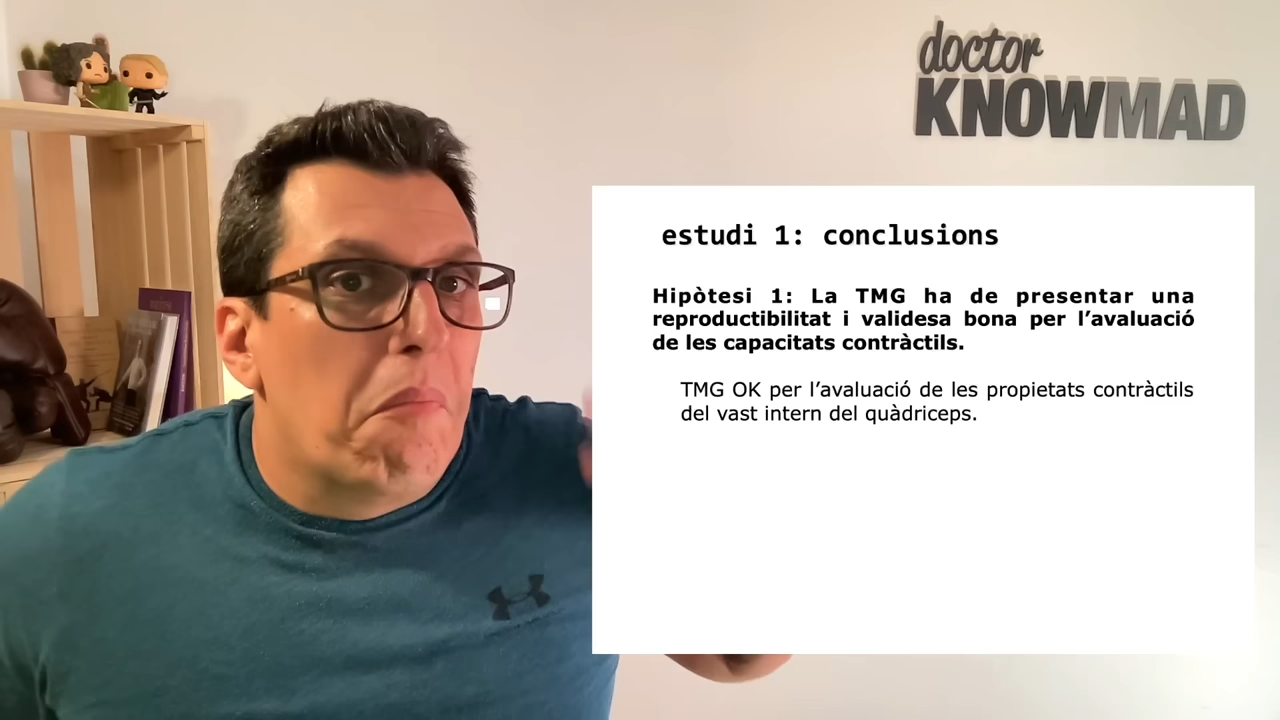 doctor
KNOWMAD
estudi 1: conclusions
Hipòtesi 1: La TMG ha de presentar una
reproductibilitat i validesa bona per l’avaluació
de les capacitats contràctils.
TMG OK per l’avaluació de les propietats contràctils
del vast intern del quàdriceps.